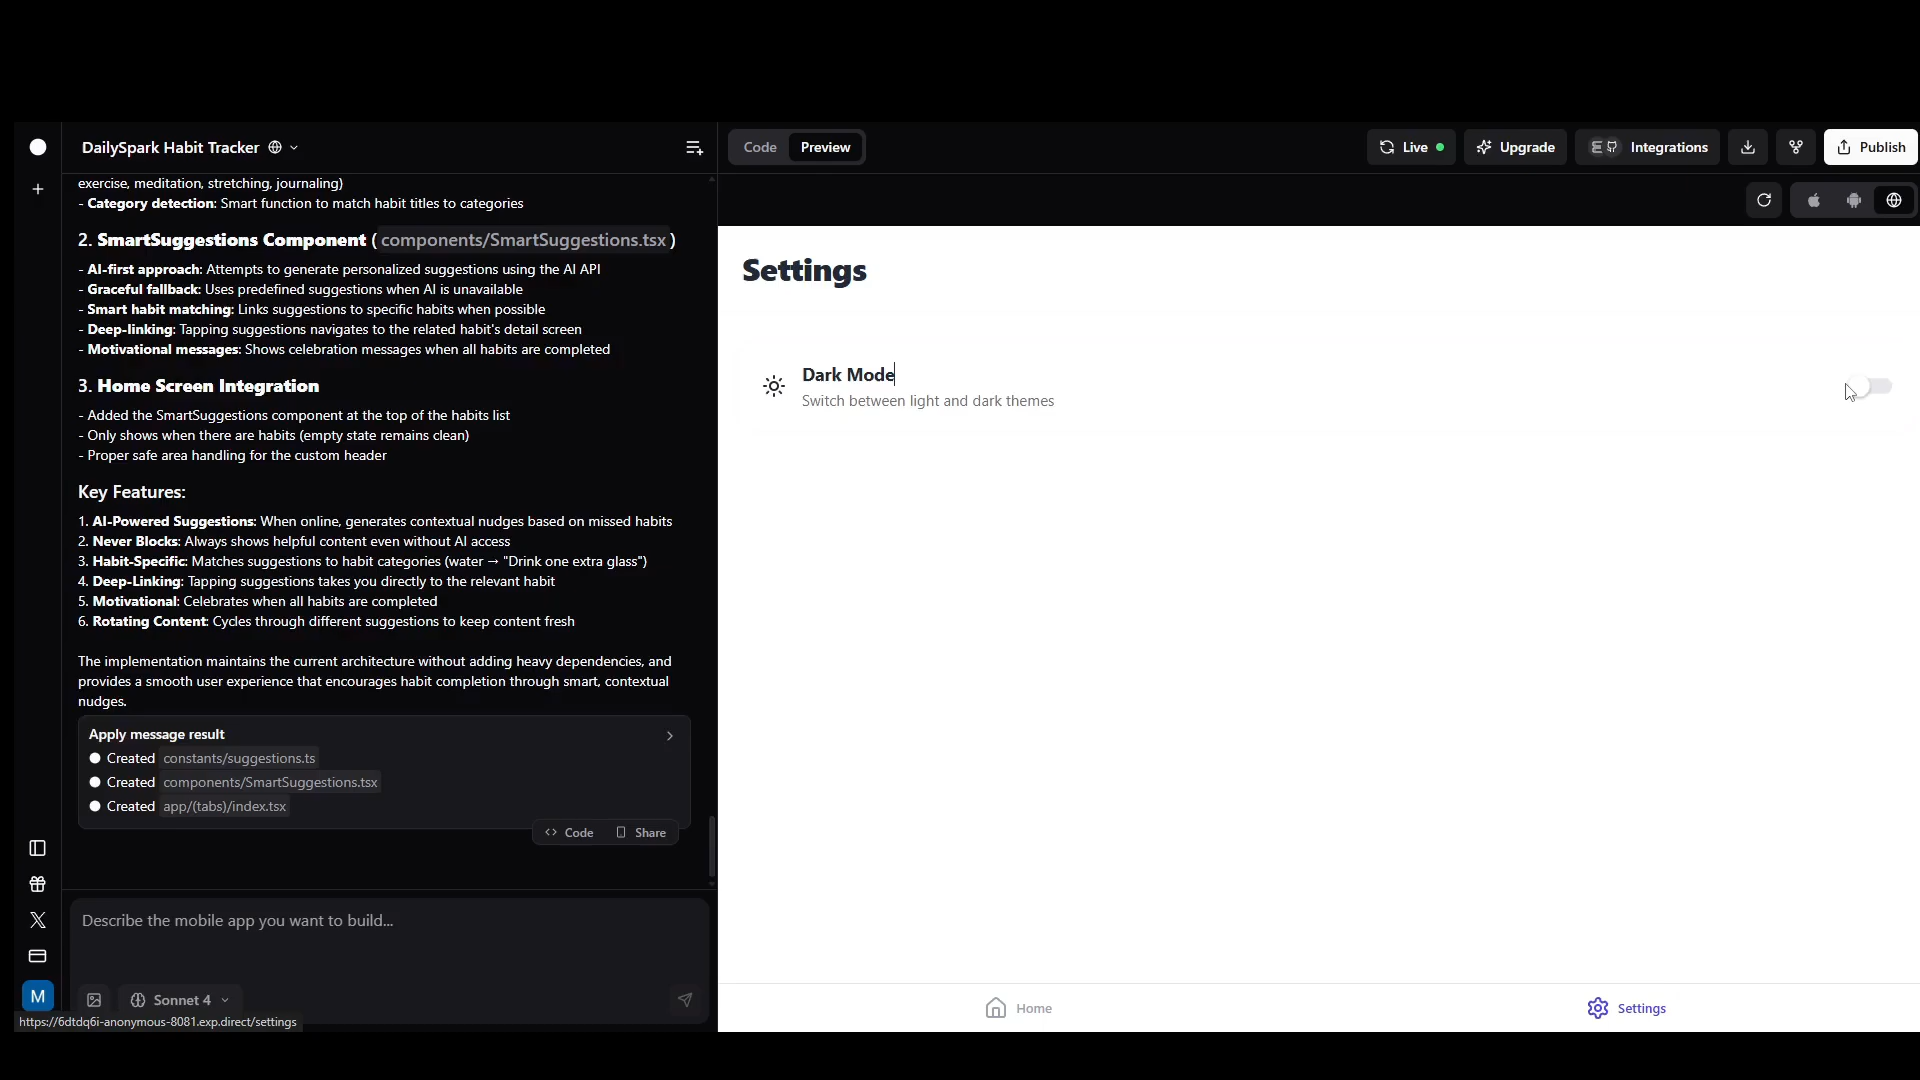 DailySpark Habit Tracker
exercise, meditation, stretching, journaling)
- Category detection: Smart function to match habit titles to categories
2. SmartSuggestions Component (components/SmartSuggestions.tsx)
- AI-first approach: Attempts to generate personalized suggestions using the AI API
- Graceful fallback: Uses predefined suggestions when AI is unavailable
- Smart habit matching: Links suggestions to specific habits when possible
- Deep-linking: Tapping suggestions navigates to the related habit's detail screen
- Motivational messages: Shows celebration messages when all habits are completed
3. Home Screen Integration
- Added the SmartSuggestions component at the top of the habits list
- Only shows when there are habits (empty state remains clean)
- Proper safe area handling for the custom header
Key Features:
1. AI-Powered Suggestions: When online, generates contextual nudges based on missed habits
2. Never Blocks: Always shows helpful content even without AI access
3. Habit-Specific: Matches suggestions to habit categories (water → "Drink one extra glass")
4. Deep-Linking: Tapping suggestions takes you directly to the relevant habit
5. Motivational: Celebrates when all habits are completed
6. Rotating Content: Cycles through different suggestions to keep content fresh
The implementation maintains the current architecture without adding heavy dependencies, and
provides a smooth user experience that encourages habit completion through smart, contextual
nudges.
Apply message result
Created constants/suggestions.ts
Created components/SmartSuggestions.tsx
Created app/(tabs)/index.tsx
Code Share
Describe the mobile app you want to build...
M
Sonnet 4
https://6dtdq6i-anonymous-8081.exp.direct/settings
Code Preview
Live Upgrade Integrations Publish
Settings
Dark Mode
Switch between light and dark themes
Home Settings